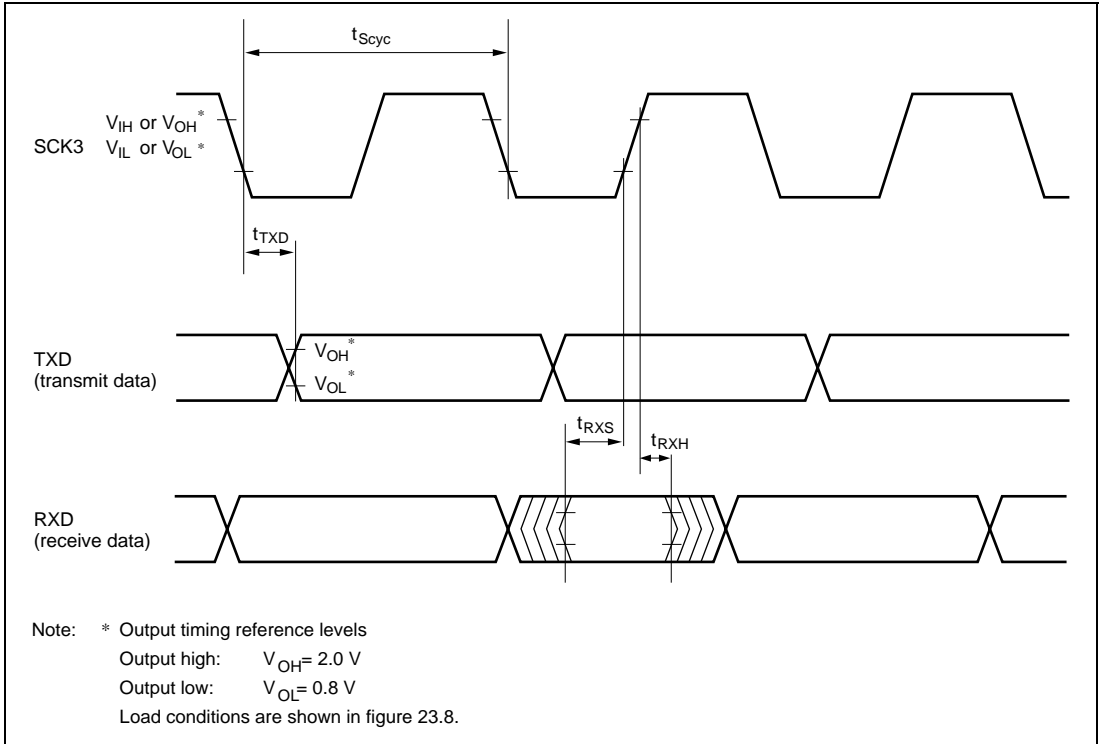 tScyc
VIH or VOH*
SCK3
VIL or VOL*
tTXD
TXD
(transmit data)
VOH*
VOL*
tRXS
tRXH
RXD
(receive data)
Note: * Output timing reference levels
Output high: VOH= 2.0 V
Output low: VOL= 0.8 V
Load conditions are shown in figure 23.8.